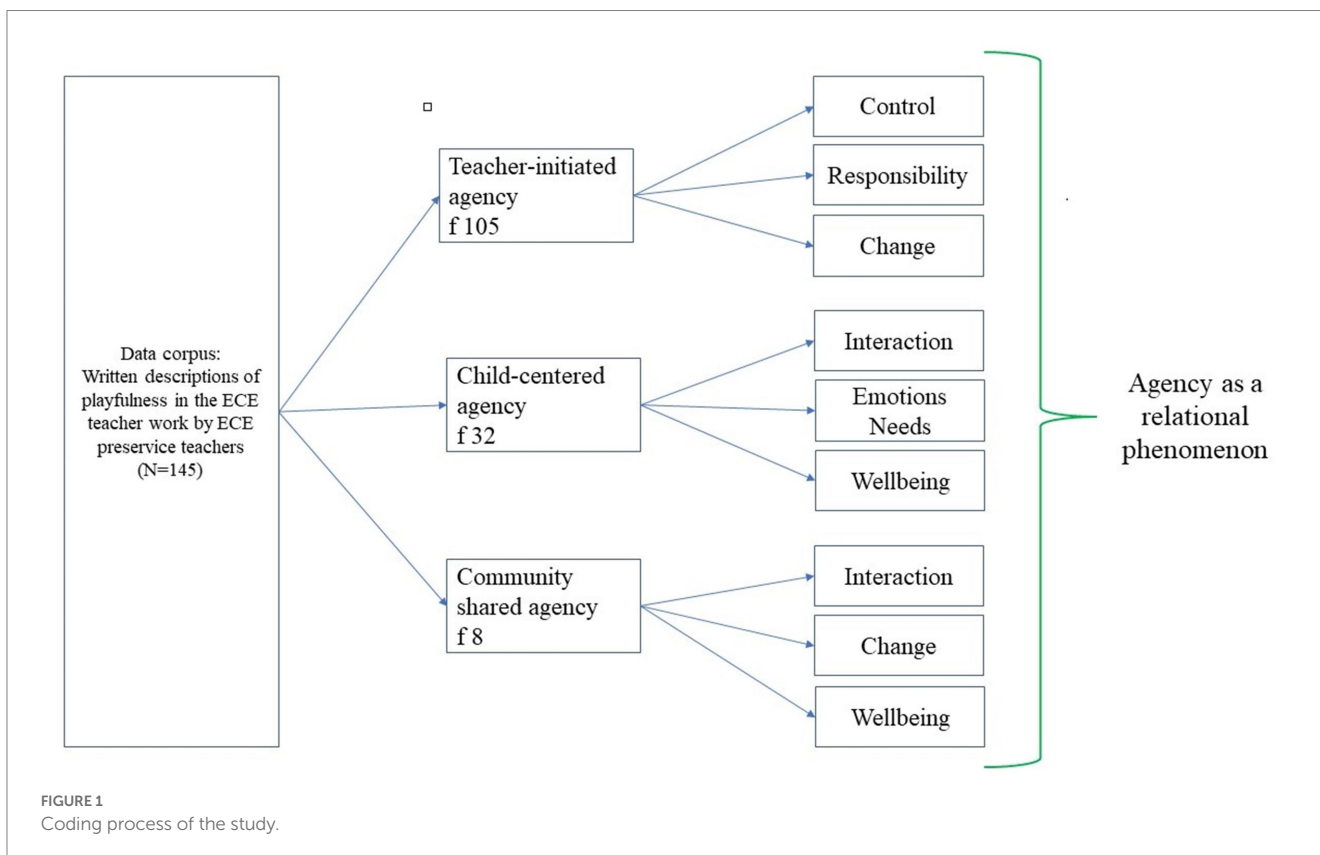 Data corpus:
Written descriptions of
playfulness in the ECE
teacher work by ECE
preservice teachers
(N=145)
Teacher-initiated
agency
f 105
Control
Responsibility
Change
Child-centered
agency
f 32
Interaction
Emotions
Needs
Wellbeing
Community
shared agency
f 8
Interaction
Change
Wellbeing
Agency as a
relational
phenomenon
FIGURE 1
Coding process of the study.